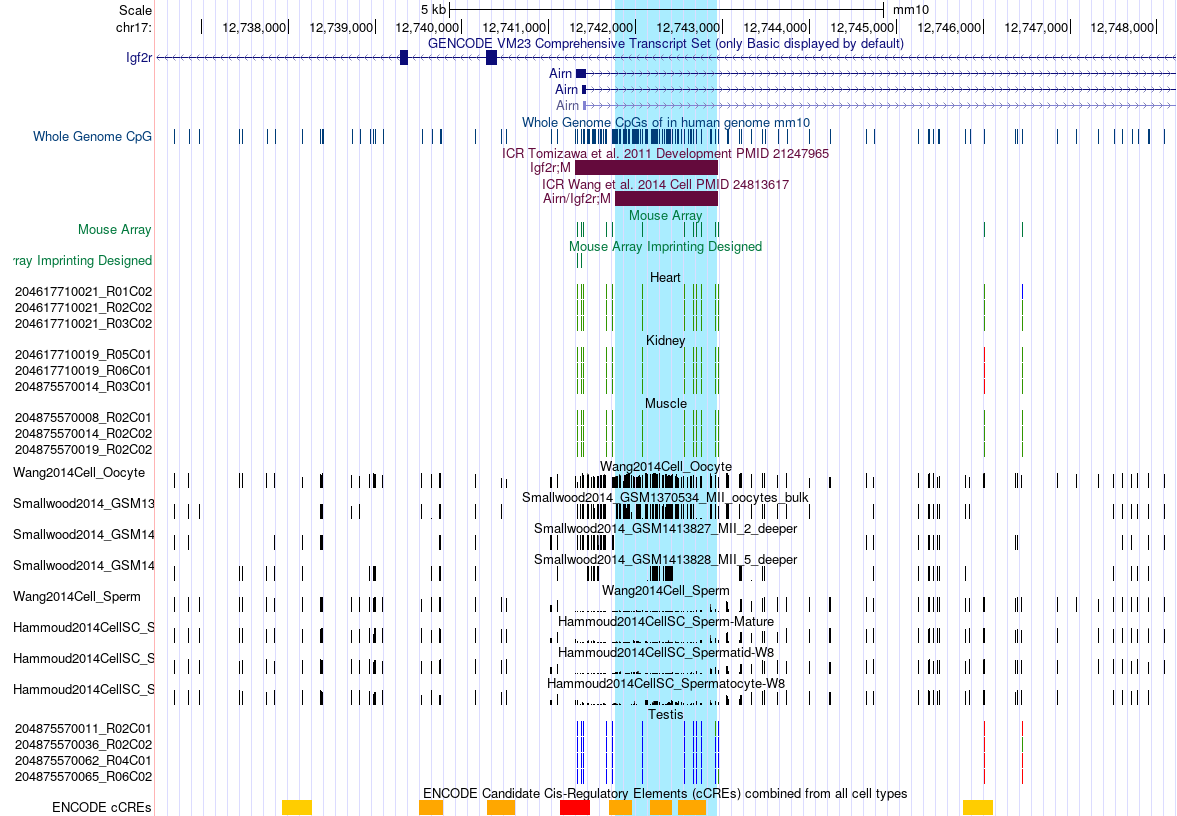 Scale 5 kb mm10
chr17: 12,738,000 12,739,000 12,740,000 12,741,000 12,742,000 12,743,000 12,744,000 12,745,000 12,746,000 12,747,000 12,748,000
GENCODE VM23 Comprehensive Transcript Set (only Basic displayed by default)
Igf2r
Airn
Airn
Airn
Whole Genome CpGs of in human genome mm10
Whole Genome CpG
ICR Tomizawa et al. 2011 Development PMID 21247965
Igf2r;M
ICR Wang et al. 2014 Cell PMID 24813617
Airn/Igf2r;M
Mouse Array
Mouse Array
Mouse Array Imprinting Designed
rray Imprinting Designed
Heart
204617710021_R01C02
204617710021_R02C02
204617710021_R03C02
Kidney
204617710019_R05C01
204617710019_R06C01
204875570014_R03C01
Muscle
204875570008_R02C01
204875570014_R02C02
204875570019_R02C02
Wang2014Cell_Oocyte
Wang2014Cell_Oocyte
Smallwood2014_GSM1370534_MII_oocytes_bulk
Smallwood2014_GSM13
Smallwood2014_GSM1413827_MII_2_deeper
Smallwood2014_GSM14
Smallwood2014_GSM1413828_MII_5_deeper
Smallwood2014_GSM14
Wang2014Cell_Sperm
Wang2014Cell_Sperm
Hammoud2014CellSC_Sperm-Mature
Hammoud2014CellSC_S
Hammoud2014CellSC_Spermatid-W8
Hammoud2014CellSC_S
Hammoud2014CellSC_Spermatocyte-W8
Hammoud2014CellSC_S
Testis
204875570011_R02C01
204875570036_R02C02
204875570062_R04C01
204875570065_R06C02
ENCODE Candidate Cis-Regulatory Elements (cCREs) combined from all cell types
ENCODE cCREs